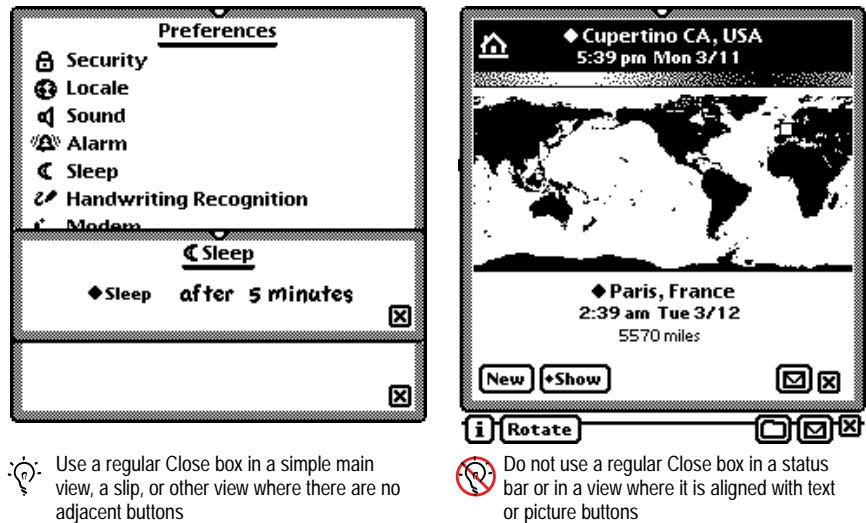 Preferences
Security
Locale
Sound
Alarm
Sleep
Handwriting Recognition
Modem
Sleep
Sleep after 5 minutes
Use a regular Close box in a simple main
view, a slip, or other view where there are no
adjacent buttons
Cupertino CA, USA
5:39 pm Mon 3/11
Paris, France
2:39 am Tue 3/12
5570 miles
New Show
i Rotate
Do not use a regular Close box in a status
bar or in a view where it is aligned with text
or picture buttons